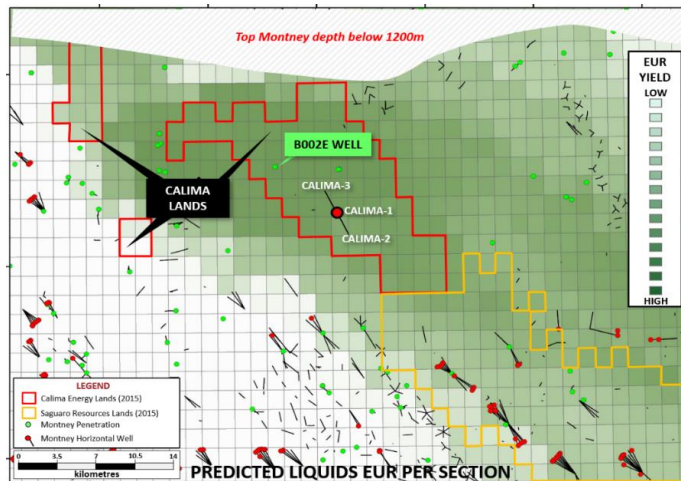 Top Montney depth below 1200m
EUR
YIELD
LOW
HIGH
B002E WELL
CALIMA
LANDS
CALIMA-3
CALIMA-1
CALIMA-2
LEGEND
Calima Energy Lands (2015)
Saguaro Resources Lands (2015)
Montney Penetration
Montney Horizontal Well
0 3.5 7 10.5 14
kilometres
PREDICTED LIQUIDS EUR PER SECTION